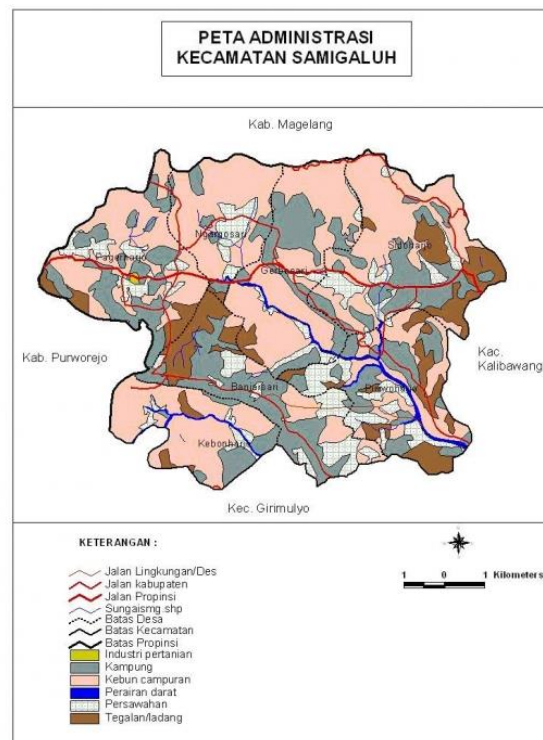 PETA ADMINISTRASI
KECAMATAN SAMIGALUH
Kab. Magelang
Ngargosari
Sidoharjo
Pagerharjo
Gerbosari
Kab. Purworejo
Kac.
Kalibawang
Banjarsari
Purwoharjo
Kebonharjo
Kec. Girimulyo
KETERANGAN :
Jalan Lingkungan/Des
Jalan kabupaten
Jalan Propinsi
Sungaismg.shp
Batas Desa
Batas Kecamatan
Batas Propinsi
Industri pertanian
Kampung
Kebun campuran
Perairan darat
Persawahan
Tegalan/ladang
1 0 1 Kilometers